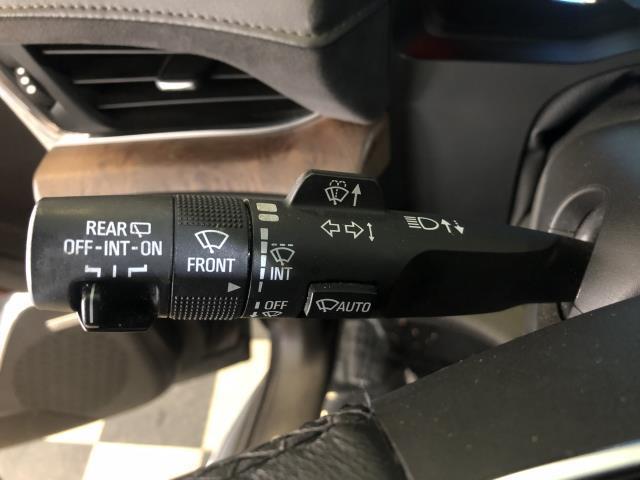 REAR
OFF-INT-ON
FRONT
INT
OFF
AUTO